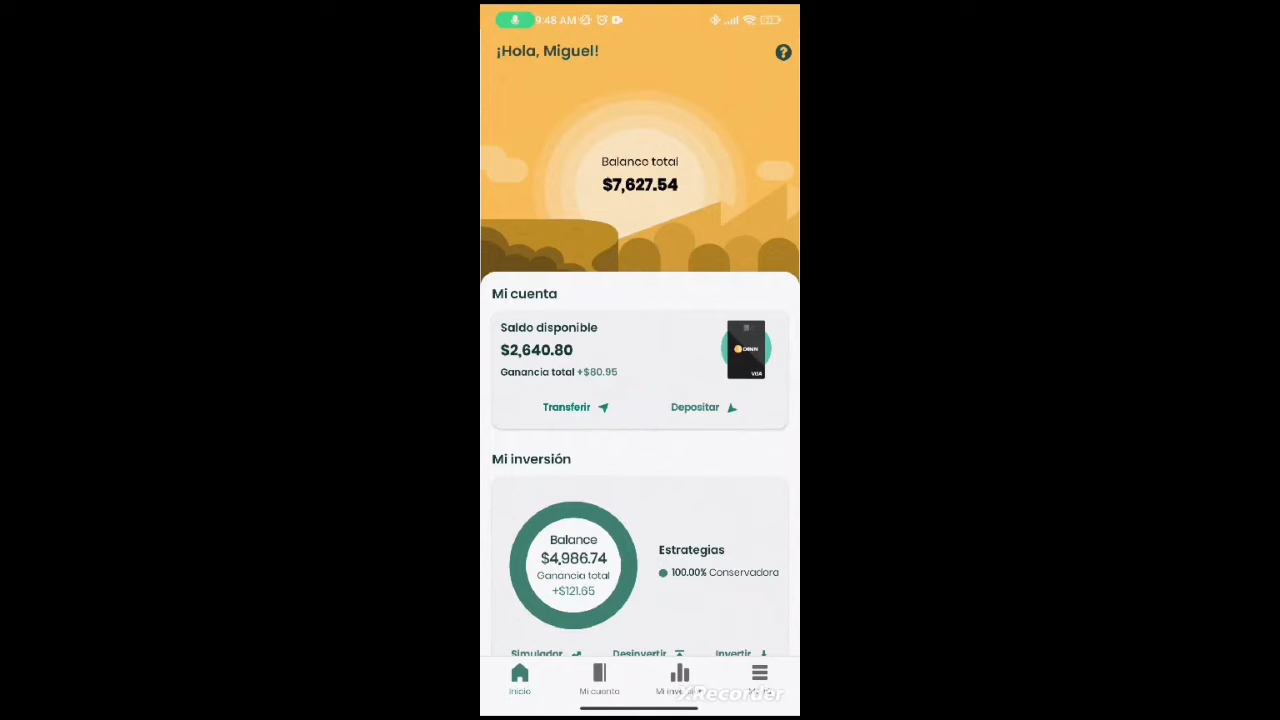 9:48 AM
¡Hola, Miguel!
?
Balance total
$7,627.54
Mi cuenta
Saldo disponible
$2,640.80
Ganancia total +$80.95
VISA
Transferir
Depositar
Mi inversión
Balance
$4,986.74
Ganancia total
+$121.65
Estrategias
100.00% Conservadora
Simulador
Desinvertir
Invertir
Inicio
Mi cuenta
XRecorder